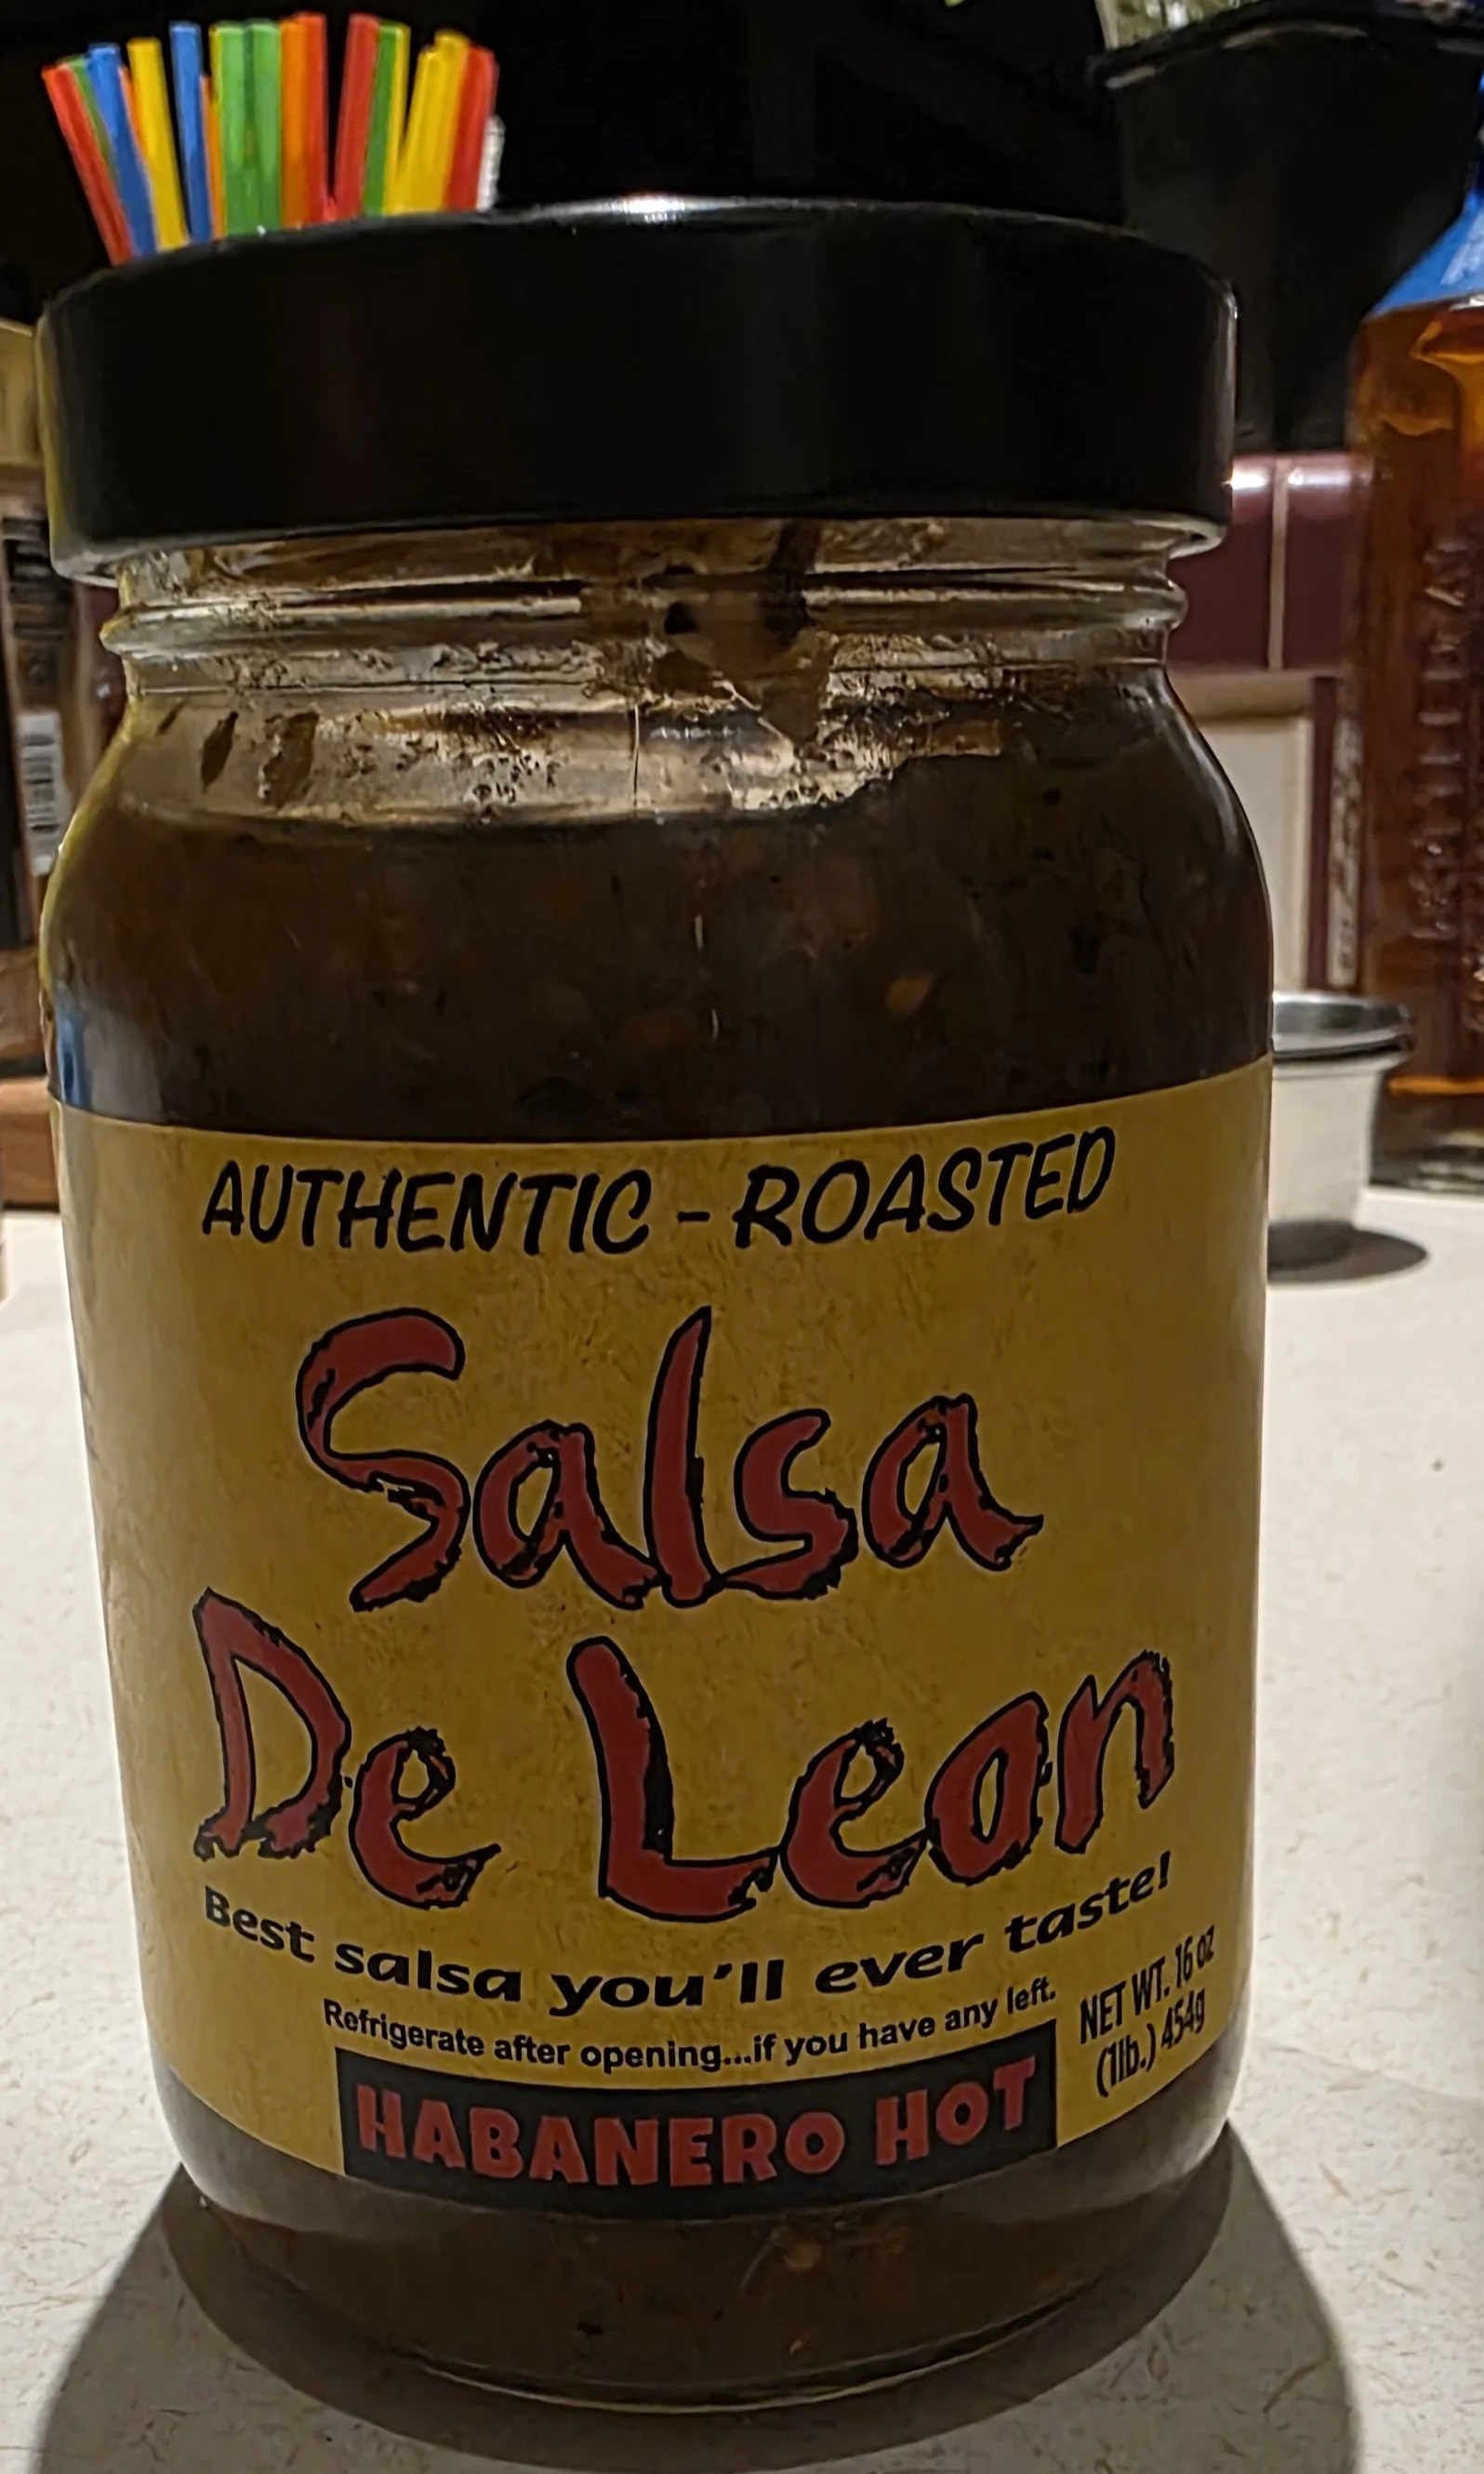 AUTHENTIC - ROASTED
Salsa
De Leon
Best salsa you'll ever taste!
Refrigerate after opening...if you have any left.
NET WT. 16 oz
(1lb.) 454g
HABANERO HOT